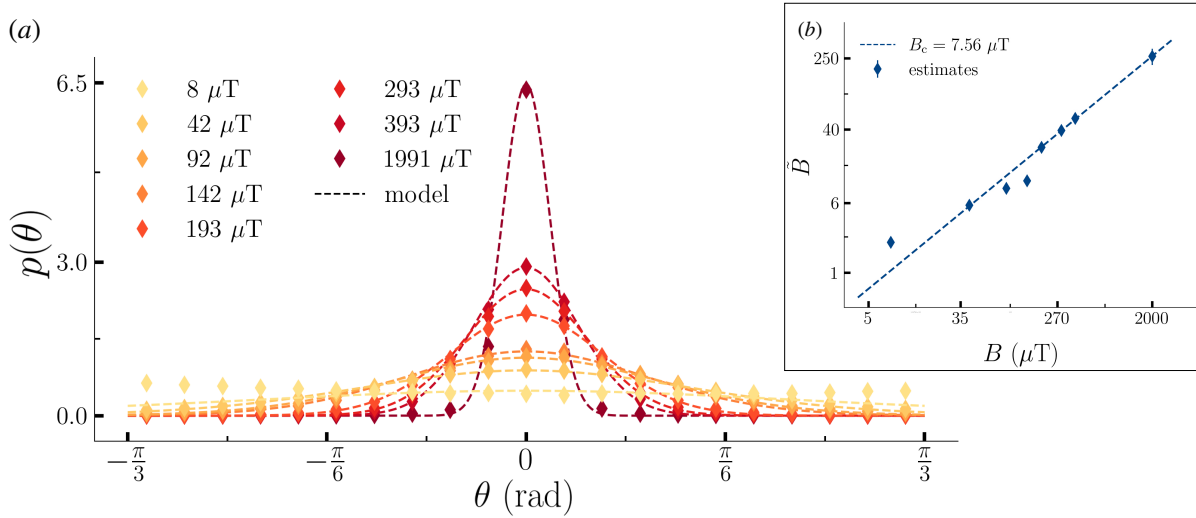 (a)
6.5
3.0
0.0
p(θ)
8 μT
42 μT
92 μT
142 μT
193 μT
293 μT
393 μT
1991 μT
model
−π/3
−π/6
0
π/6
π/3
θ (rad)
(b)
B_c = 7.56 μT
estimates
250
40
6
1
B̃
5
35
270
2000
B (μT)